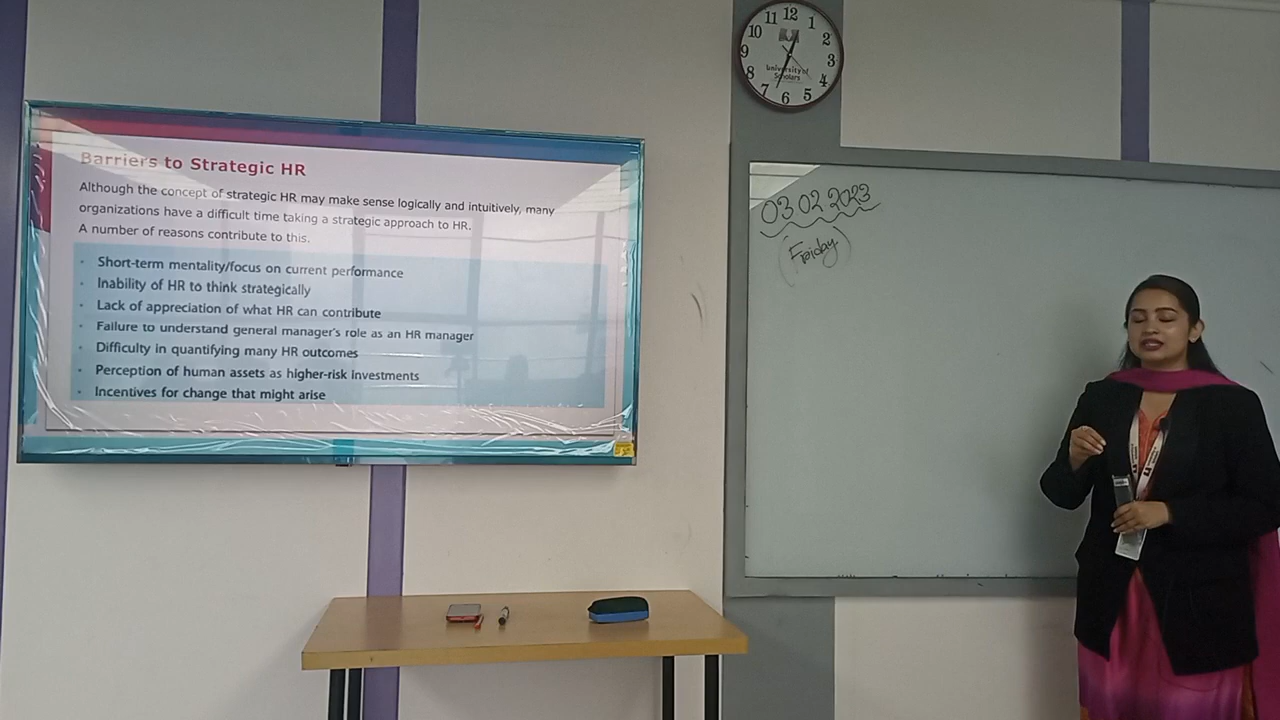 Barriers to Strategic HR
Although the concept of strategic HR may make sense logically and intuitively, many
organizations have a difficult time taking a strategic approach to HR.
A number of reasons contribute to this.
• Short-term mentality/focus on current performance
• Inability of HR to think strategically
• Lack of appreciation of what HR can contribute
• Failure to understand general manager's role as an HR manager
• Difficulty in quantifying many HR outcomes
• Perception of human assets as higher-risk investments
• Incentives for change that might arise
12
1
2
3
4
5
6
7
8
9
10
11
University of
Scholars
03 02 2023
(Friday)